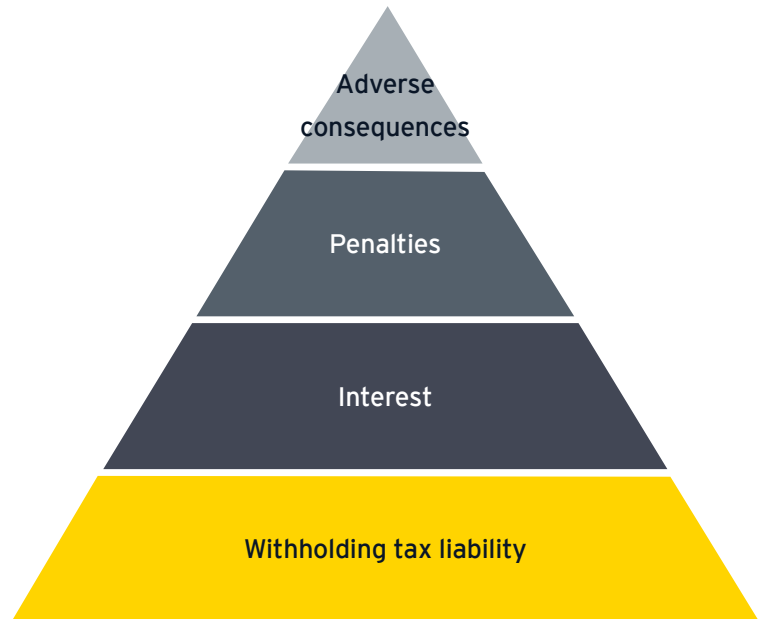 Adverse
consequences
Penalties
Interest
Withholding tax liability